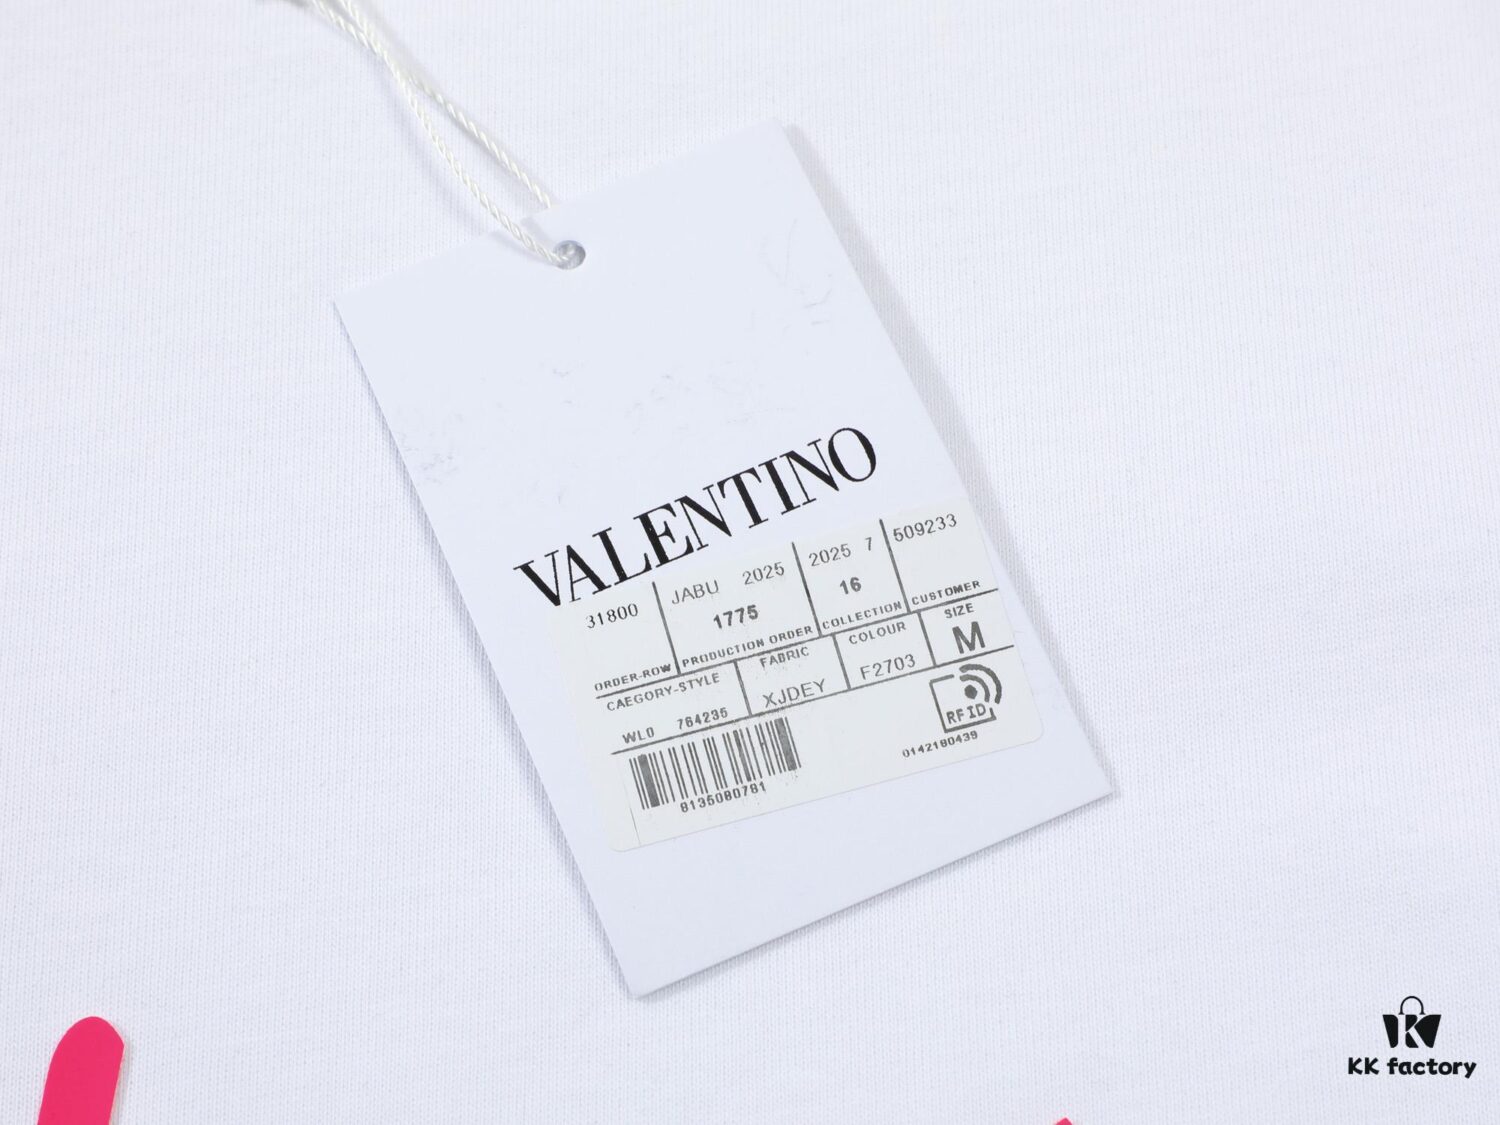 VALENTINO
31800 JABU 2025 2025 7 509233
1775 16
ORDER-ROW PRODUCTION ORDER COLLECTION CUSTOMER
CAEGORY-STYLE FABRIC COLOUR SIZE
WL0 764235 XJDEY F2703 M
RFID
8135080781 0142180439
KK factory